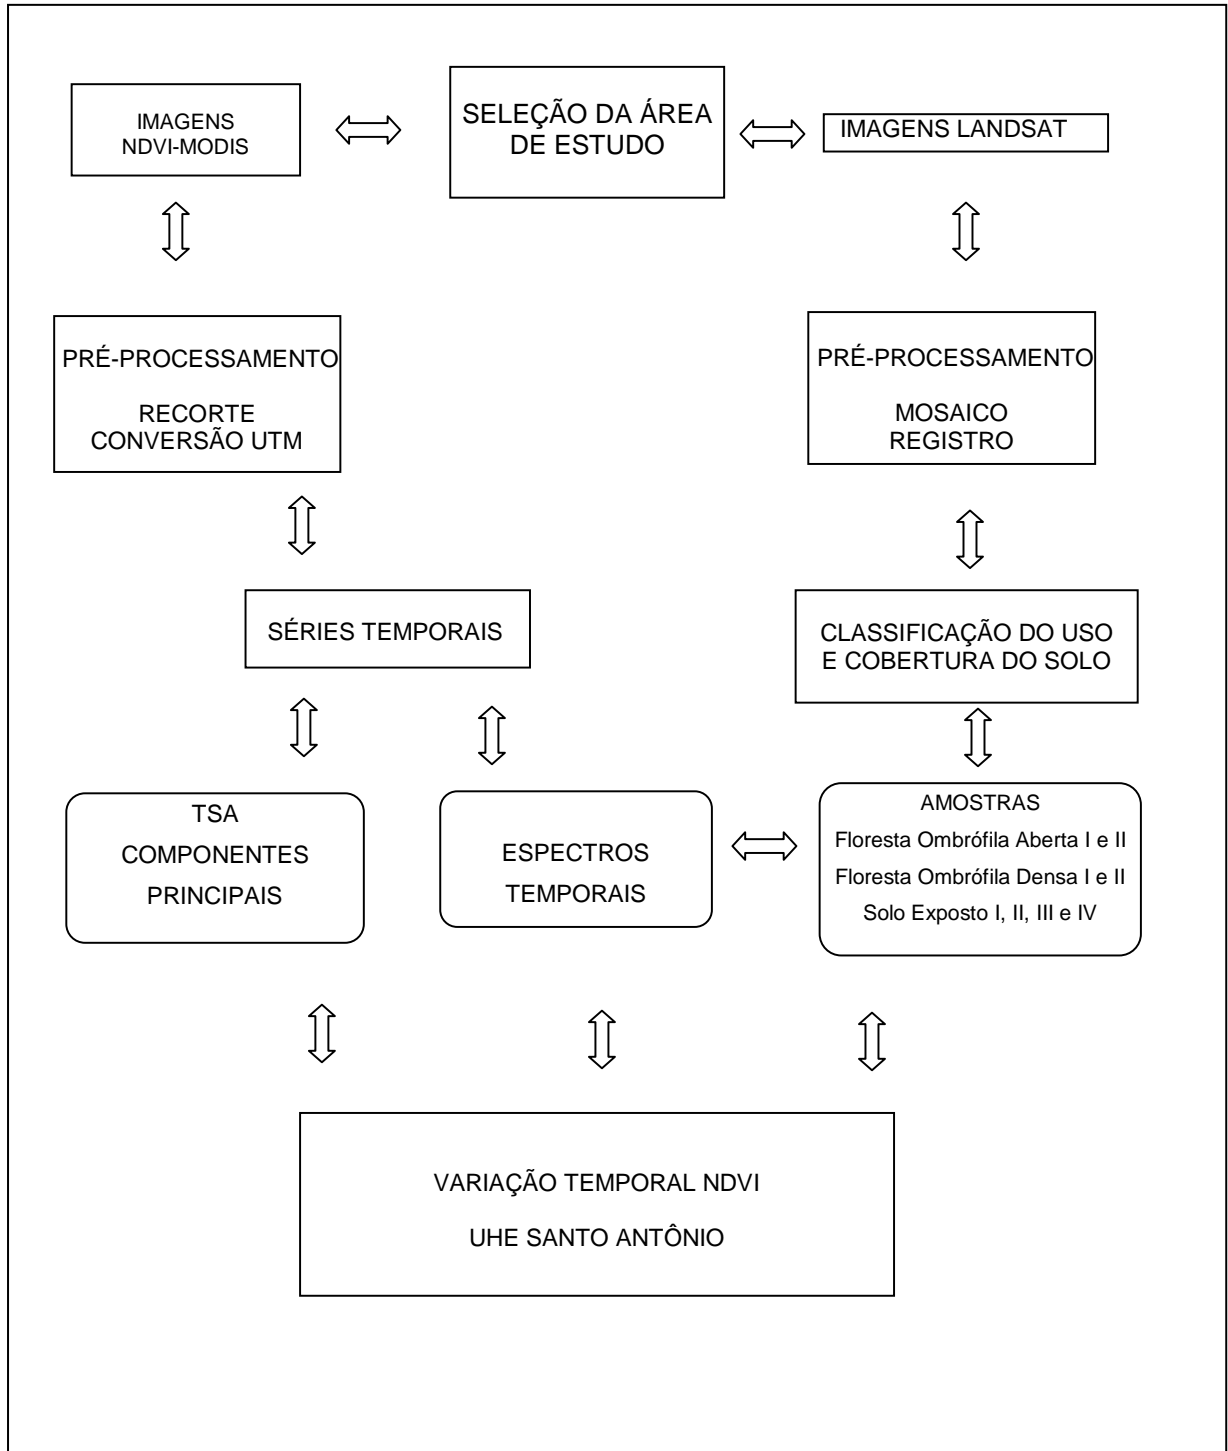 IMAGENS
NDVI-MODIS
SELEÇÃO DA ÁREA
DE ESTUDO
IMAGENS LANDSAT
PRÉ-PROCESSAMENTO
RECORTE
CONVERSÃO UTM
PRÉ-PROCESSAMENTO
MOSAICO
REGISTRO
SÉRIES TEMPORAIS
CLASSIFICAÇÃO DO USO
E COBERTURA DO SOLO
TSA
COMPONENTES
PRINCIPAIS
ESPECTROS
TEMPORAIS
AMOSTRAS
Floresta Ombrófila Aberta I e II
Floresta Ombrófila Densa I e II
Solo Exposto I, II, III e IV
VARIAÇÃO TEMPORAL NDVI
UHE SANTO ANTÔNIO